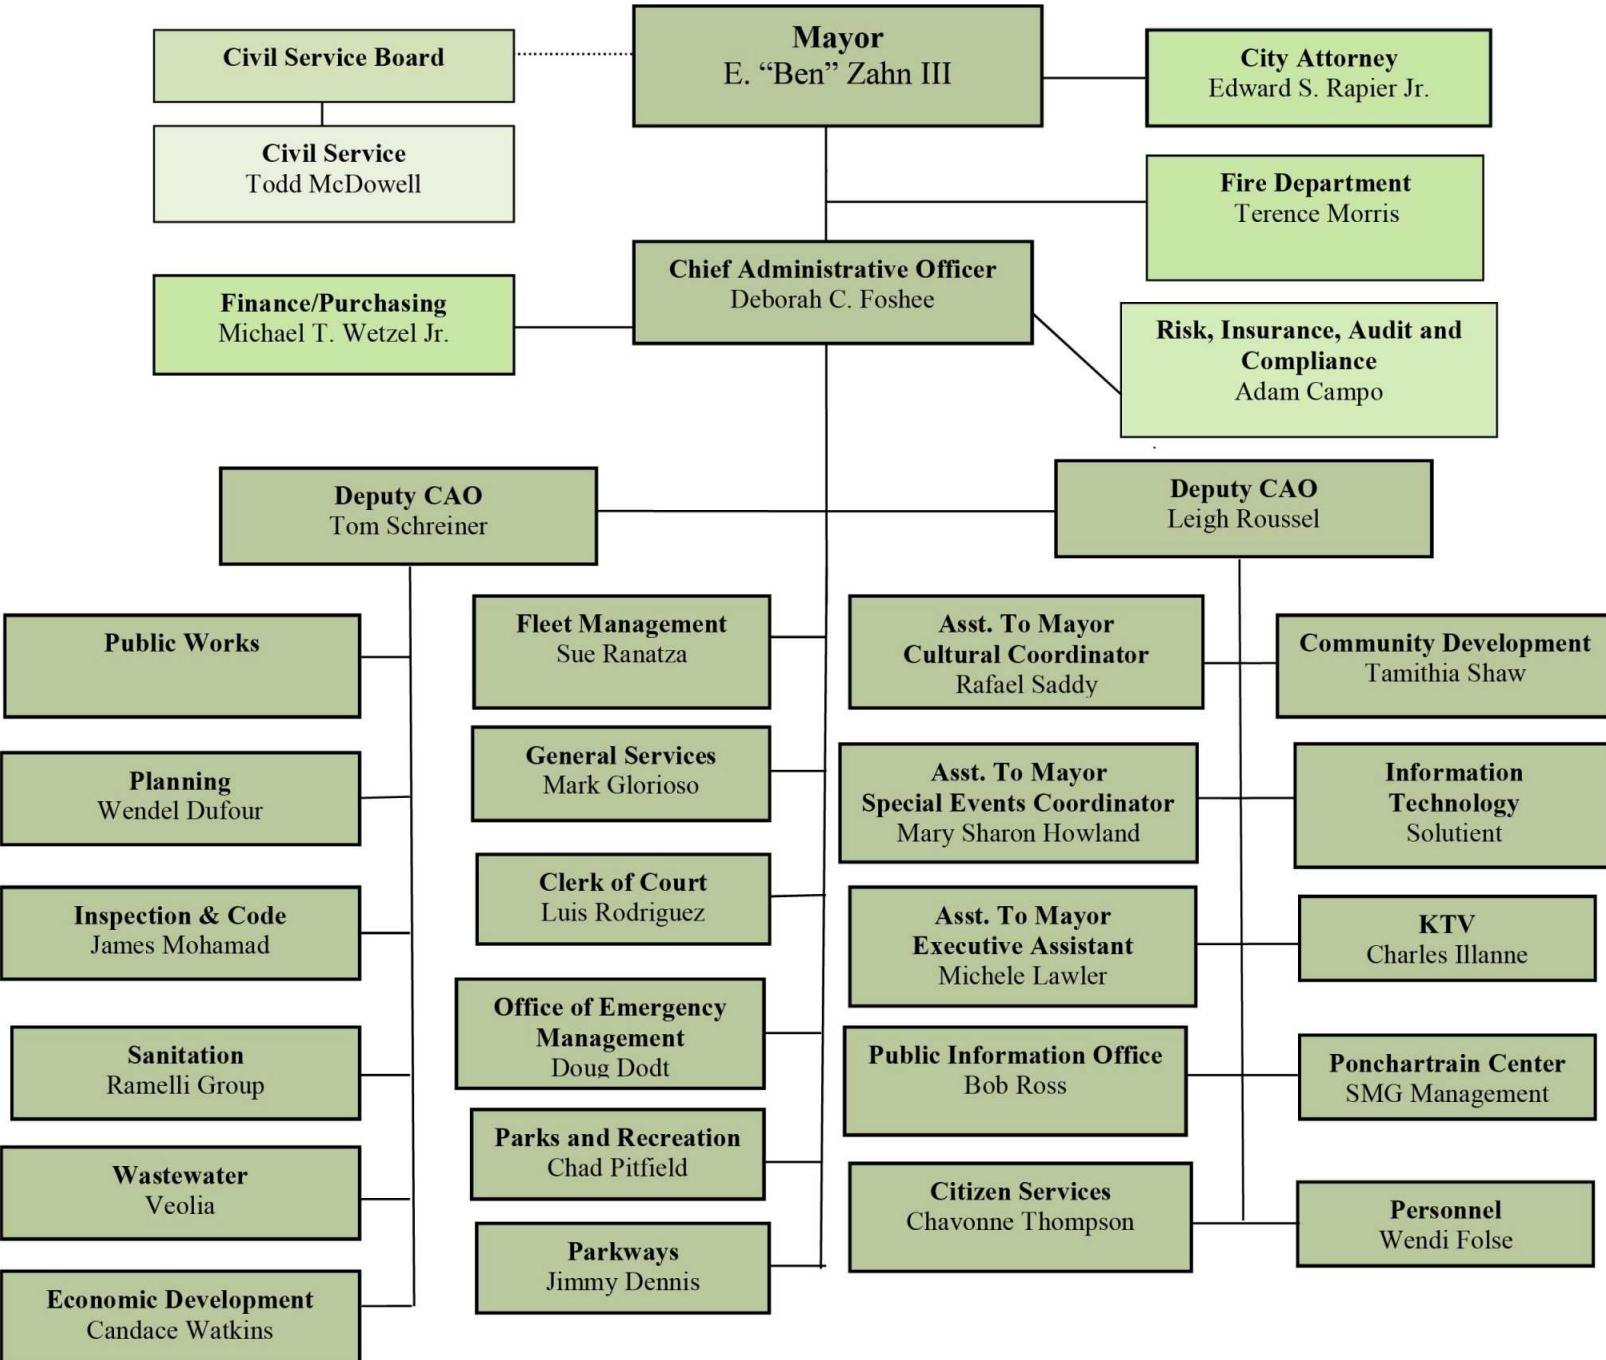 Mayor
E. “Ben” Zahn III
Civil Service Board
City Attorney
Edward S. Rapier Jr.
Civil Service
Todd McDowell
Fire Department
Terence Morris
Chief Administrative Officer
Deborah C. Foshee
Finance/Purchasing
Michael T. Wetzel Jr.
Risk, Insurance, Audit and
Compliance
Adam Campo
Deputy CAO
Tom Schreiner
Deputy CAO
Leigh Roussel
Public Works
Planning
Wendel Dufour
Inspection & Code
James Mohamad
Sanitation
Ramelli Group
Wastewater
Veolia
Economic Development
Candace Watkins
Fleet Management
Sue Ranatza
General Services
Mark Glorioso
Clerk of Court
Luis Rodriguez
Office of Emergency
Management
Doug Dodt
Parks and Recreation
Chad Pitfield
Parkways
Jimmy Dennis
Asst. To Mayor
Cultural Coordinator
Rafael Saddy
Asst. To Mayor
Special Events Coordinator
Mary Sharon Howland
Asst. To Mayor
Executive Assistant
Michele Lawler
Public Information Office
Bob Ross
Citizen Services
Chavonne Thompson
Community Development
Tamithia Shaw
Information
Technology
Solutient
KTV
Charles Illanne
Ponchartrain Center
SMG Management
Personnel
Wendi Folse